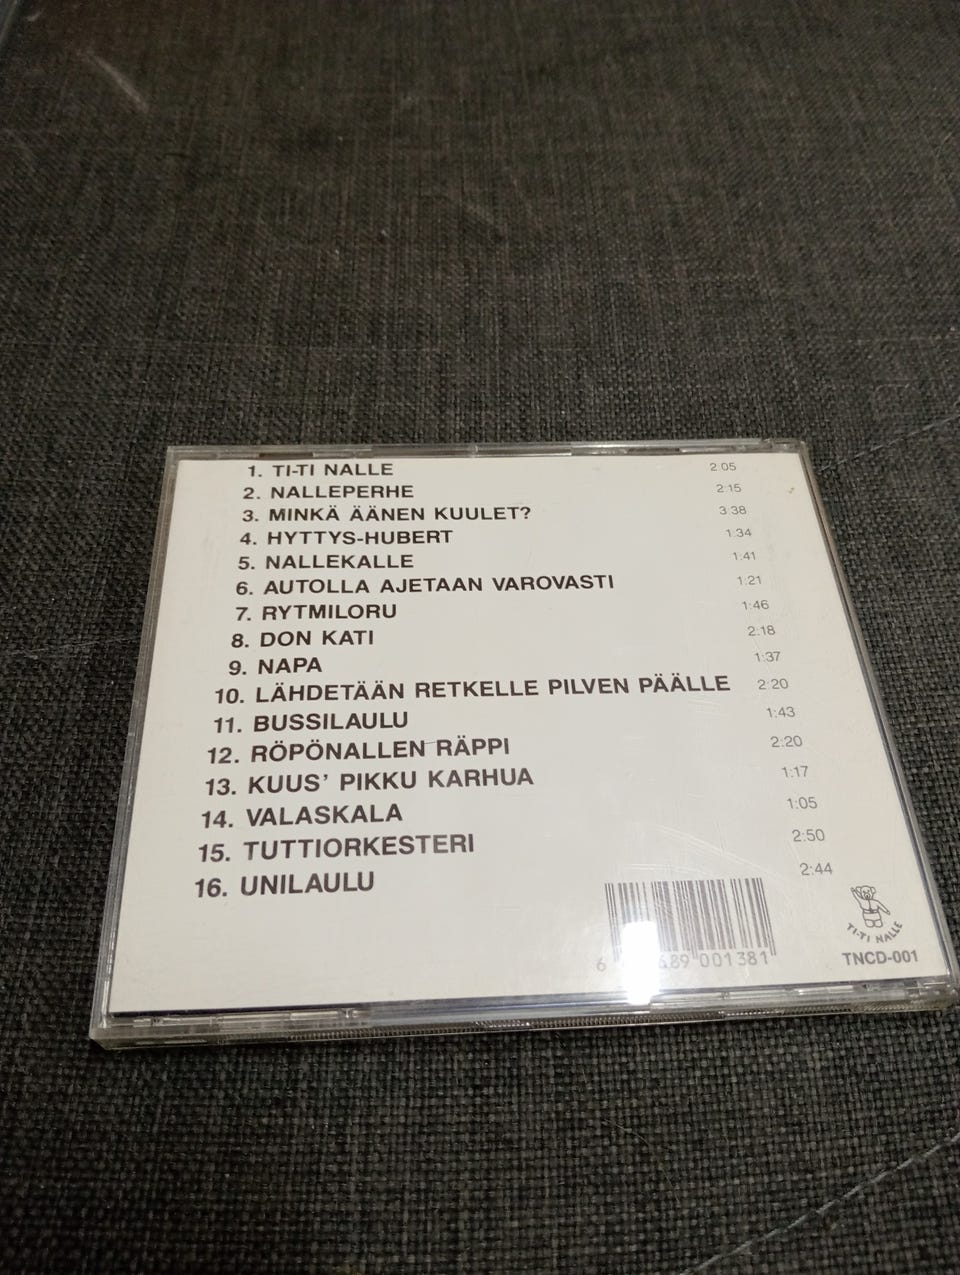 1. TI-TI NALLE 2:05
2. NALLEPERHE 2:15
3. MINKÄ ÄÄNEN KUULET? 3:38
4. HYTTYS-HUBERT 1:34
5. NALLEKALLE 1:41
6. AUTOLLA AJETAAN VAROVASTI 1:21
7. RYTMILORU 1:46
8. DON KATI 2:18
9. NAPA 1:37
10. LÄHDETÄÄN RETKELLE PILVEN PÄÄLLE 2:20
11. BUSSILAULU 1:43
12. RÖPÖNALLEN RÄPPI 2:20
13. KUUS' PIKKU KARHUA 1:17
14. VALASKALA 1:05
15. TUTTIORKESTERI 2:50
16. UNILAULU 2:44
TI-TI NALLE
6 689 001381
TNCD-001